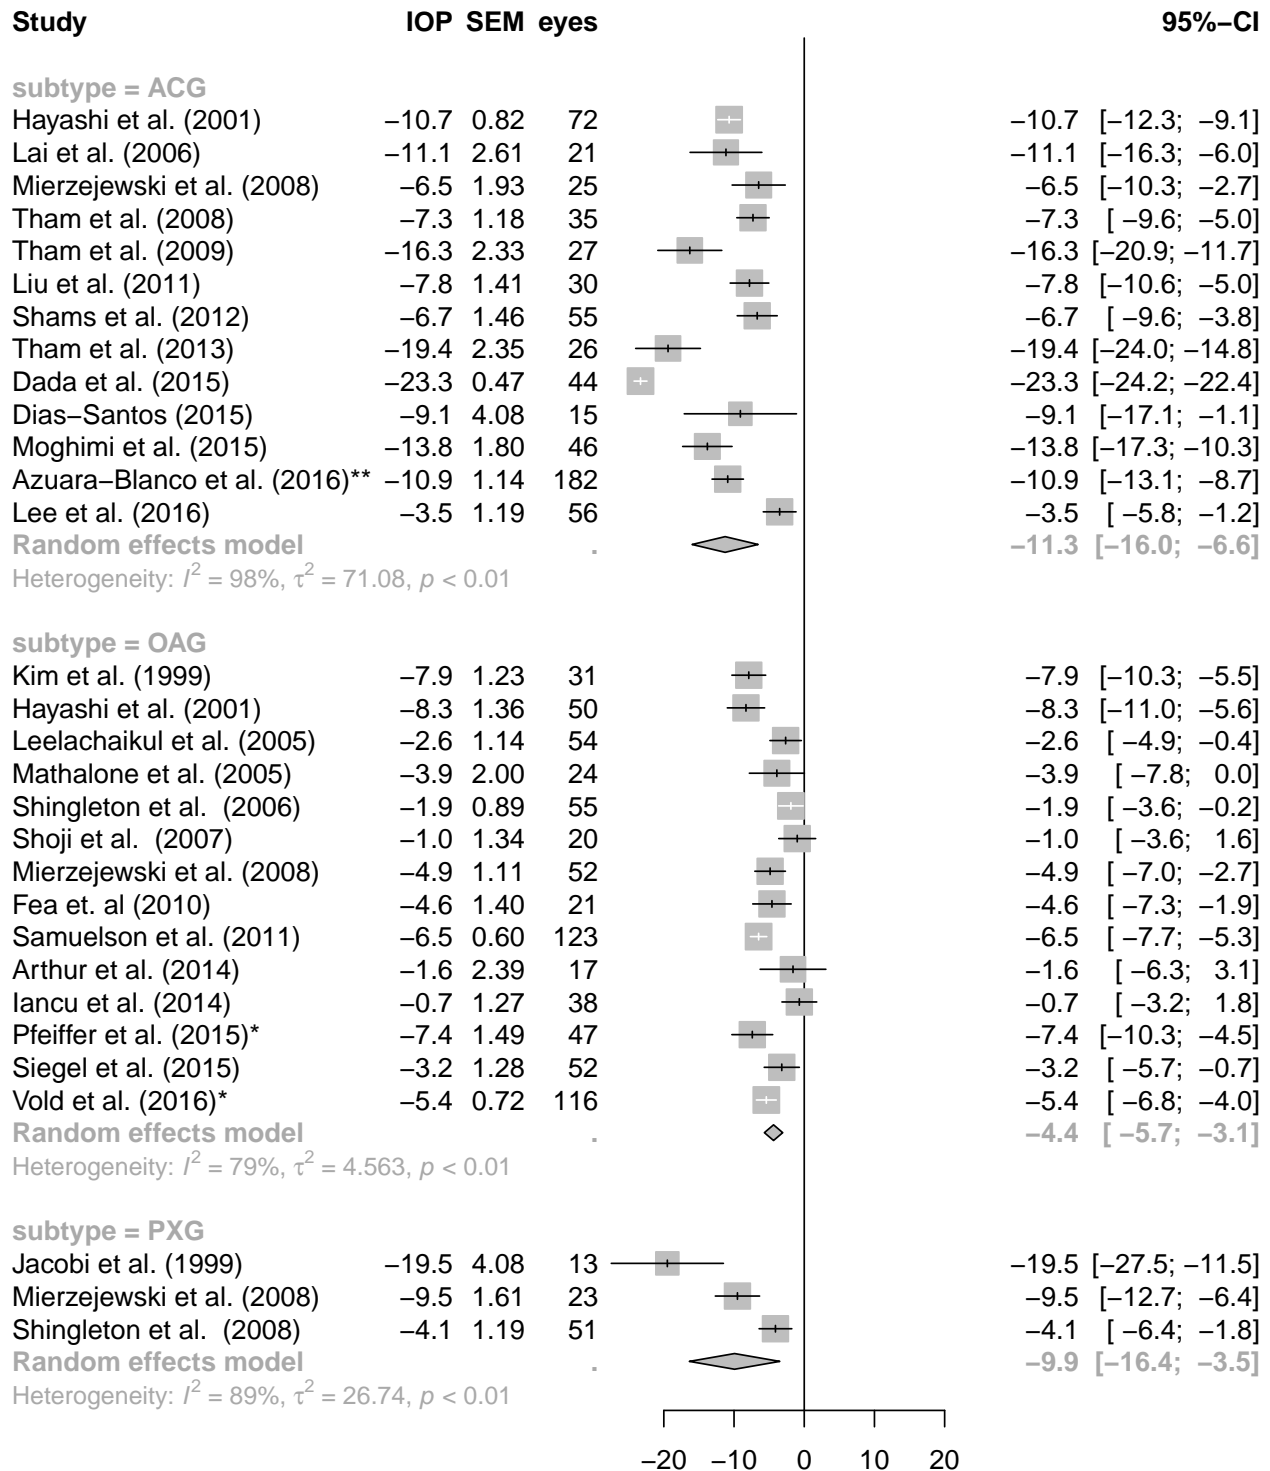 Study IOP SEM eyes 95%−CI
subtype = ACG
Hayashi et al. (2001) −10.7 0.82 72 −10.7 [−12.3; −9.1]
Lai et al. (2006) −11.1 2.61 21 −11.1 [−16.3; −6.0]
Mierzejewski et al. (2008) −6.5 1.93 25 −6.5 [−10.3; −2.7]
Tham et al. (2008) −7.3 1.18 35 −7.3 [ −9.6; −5.0]
Tham et al. (2009) −16.3 2.33 27 −16.3 [−20.9; −11.7]
Liu et al. (2011) −7.8 1.41 30 −7.8 [−10.6; −5.0]
Shams et al. (2012) −6.7 1.46 55 −6.7 [ −9.6; −3.8]
Tham et al. (2013) −19.4 2.35 26 −19.4 [−24.0; −14.8]
Dada et al. (2015) −23.3 0.47 44 −23.3 [−24.2; −22.4]
Dias−Santos (2015) −9.1 4.08 15 −9.1 [−17.1; −1.1]
Moghimi et al. (2015) −13.8 1.80 46 −13.8 [−17.3; −10.3]
Azuara−Blanco et al. (2016)** −10.9 1.14 182 −10.9 [−13.1; −8.7]
Lee et al. (2016) −3.5 1.19 56 −3.5 [ −5.8; −1.2]
Random effects model . −11.3 [−16.0; −6.6]
Heterogeneity: I² = 98%, τ² = 71.08, p < 0.01
subtype = OAG
Kim et al. (1999) −7.9 1.23 31 −7.9 [−10.3; −5.5]
Hayashi et al. (2001) −8.3 1.36 50 −8.3 [−11.0; −5.6]
Leelachaikul et al. (2005) −2.6 1.14 54 −2.6 [ −4.9; −0.4]
Mathalone et al. (2005) −3.9 2.00 24 −3.9 [ −7.8; 0.0]
Shingleton et al. (2006) −1.9 0.89 55 −1.9 [ −3.6; −0.2]
Shoji et al. (2007) −1.0 1.34 20 −1.0 [ −3.6; 1.6]
Mierzejewski et al. (2008) −4.9 1.11 52 −4.9 [ −7.0; −2.7]
Fea et. al (2010) −4.6 1.40 21 −4.6 [ −7.3; −1.9]
Samuelson et al. (2011) −6.5 0.60 123 −6.5 [ −7.7; −5.3]
Arthur et al. (2014) −1.6 2.39 17 −1.6 [ −6.3; 3.1]
Iancu et al. (2014) −0.7 1.27 38 −0.7 [ −3.2; 1.8]
Pfeiffer et al. (2015)* −7.4 1.49 47 −7.4 [−10.3; −4.5]
Siegel et al. (2015) −3.2 1.28 52 −3.2 [ −5.7; −0.7]
Vold et al. (2016)* −5.4 0.72 116 −5.4 [ −6.8; −4.0]
Random effects model . −4.4 [ −5.7; −3.1]
Heterogeneity: I² = 79%, τ² = 4.563, p < 0.01
subtype = PXG
Jacobi et al. (1999) −19.5 4.08 13 −19.5 [−27.5; −11.5]
Mierzejewski et al. (2008) −9.5 1.61 23 −9.5 [−12.7; −6.4]
Shingleton et al. (2008) −4.1 1.19 51 −4.1 [ −6.4; −1.8]
Random effects model . −9.9 [−16.4; −3.5]
Heterogeneity: I² = 89%, τ² = 26.74, p < 0.01
−20 −10 0 10 20